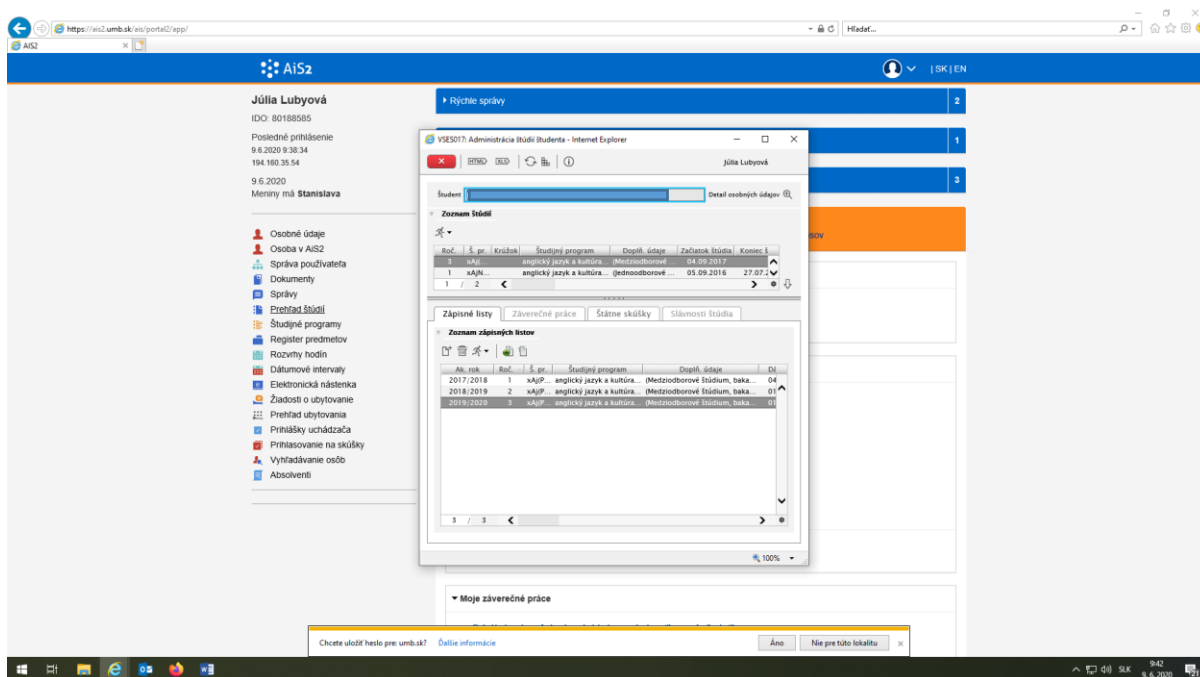 https://ais2.umb.sk/ais/portal2/app/
Hľadať...
AIS2
AiS2
| SK | EN
Júlia Lubyová
IDO: 80188585
Posledné prihlásenie
9.6.2020 9:38:34
194.160.35.54
9.6.2020
Meniny má Stanislava
Osobné údaje
Osoba v AiS2
Správa používateľa
Dokumenty
Správy
Prehľad štúdií
Študijné programy
Register predmetov
Rozvrhy hodín
Dátumové intervaly
Elektronická nástenka
Žiadosti o ubytovanie
Prehľad ubytovania
Prihlášky uchádzača
Prihlasovanie na skúšky
Vyhľadávanie osôb
Absolventi
Rýchle správy 2
1
3
sov
VSES017: Administrácia štúdií študenta - Internet Explorer
HTML XLS Júlia Lubyová
Študent Detail osobných údajov
Zoznam štúdií
Roč. Š. pr. Krúžok Študijný program Doplň. údaje Začiatok štúdia Koniec š
3 xAj(... anglický jazyk a kultúra... (Medziodborové ... 04.09.2017
1 xAjN... anglický jazyk a kultúra... (Jednoodborové ... 05.09.2016 27.07.2
1 / 2
Zápisné listy Záverečné práce Štátne skúšky Slávnosti štúdia
Zoznam zápisných listov
Ak. rok Roč. Š. pr. Študijný program Doplň. údaje Dá
2017/2018 1 xAj(P... anglický jazyk a kultúra... (Medziodborové štúdium, baka... 04
2018/2019 2 xAj(P... anglický jazyk a kultúra... (Medziodborové štúdium, baka... 01
2019/2020 3 xAj(P... anglický jazyk a kultúra... (Medziodborové štúdium, baka... 01
3 / 3
100%
Moje záverečné práce
Chcete uložiť heslo pre: umb.sk? Ďalšie informácie Áno Nie pre túto lokalitu
SLK
9:42
9. 6. 2020